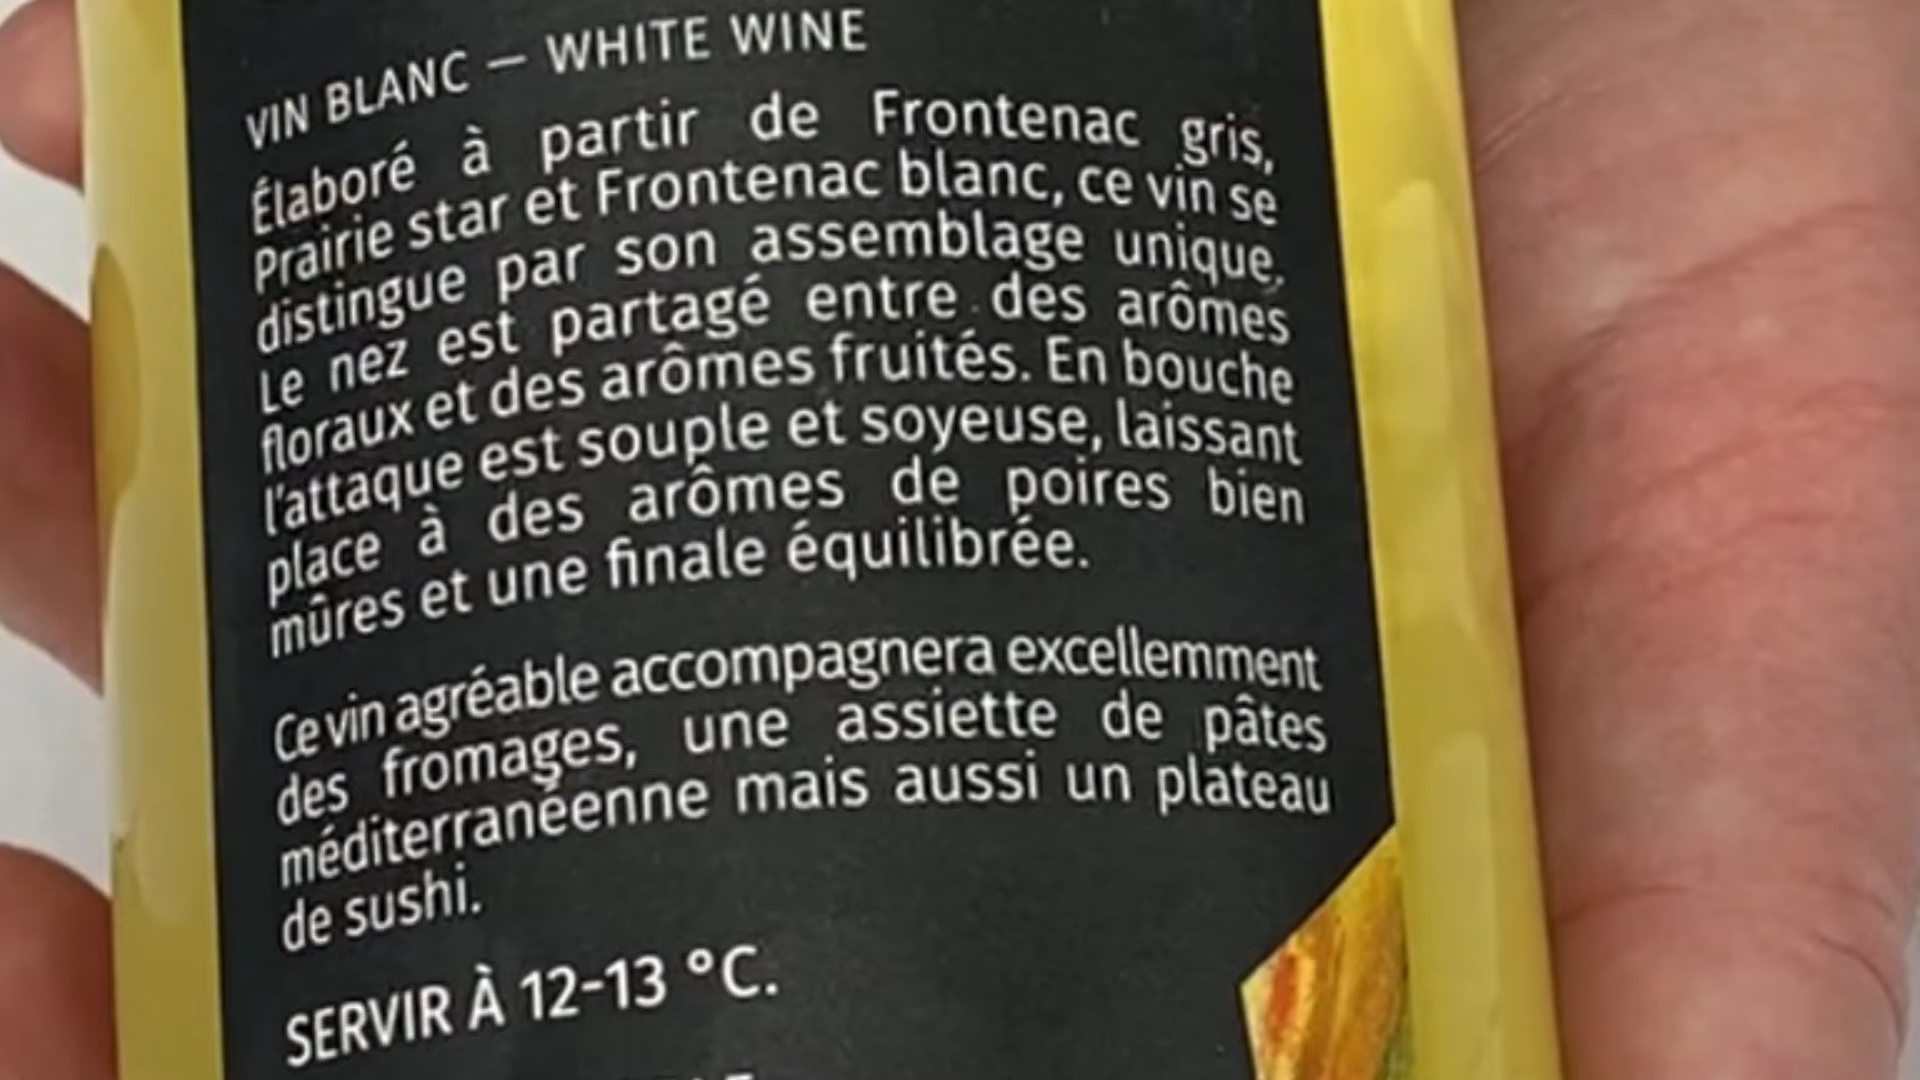 VIN BLANC — WHITE WINE
Élaboré à partir de Frontenac gris,
Prairie star et Frontenac blanc, ce vin se
distingue par son assemblage unique.
Le nez est partagé entre des arômes
floraux et des arômes fruités. En bouche
l'attaque est souple et soyeuse, laissant
place à des arômes de poires bien
mûres et une finale équilibrée.
Ce vin agréable accompagnera excellemment
des fromages, une assiette de pâtes
méditerranéenne mais aussi un plateau
de sushi.
SERVIR À 12-13 °C.